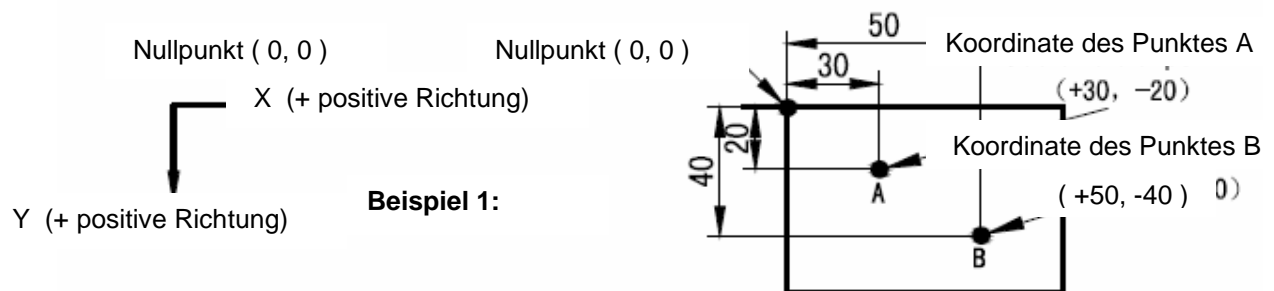 Nullpunkt ( 0, 0 )
X (+ positive Richtung)
Y (+ positive Richtung)
Beispiel 1:
Nullpunkt ( 0, 0 )
50
30
20
40
A
B
Koordinate des Punktes A
(+30, −20)
Koordinate des Punktes B
( +50, -40 )
0)